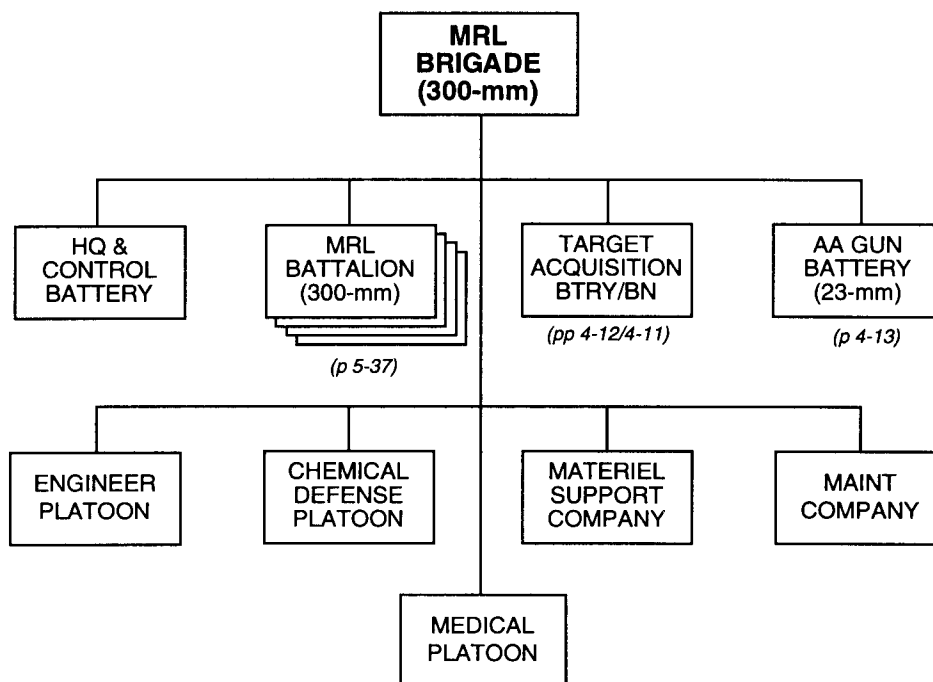 MRL
BRIGADE
(300-mm)
HQ &
CONTROL
BATTERY
MRL
BATTALION
(300-mm)
(p 5-37)
TARGET
ACQUISITION
BTRY/BN
(pp 4-12/4-11)
AA GUN
BATTERY
(23-mm)
(p 4-13)
ENGINEER
PLATOON
CHEMICAL
DEFENSE
PLATOON
MATERIEL
SUPPORT
COMPANY
MAINT
COMPANY
MEDICAL
PLATOON